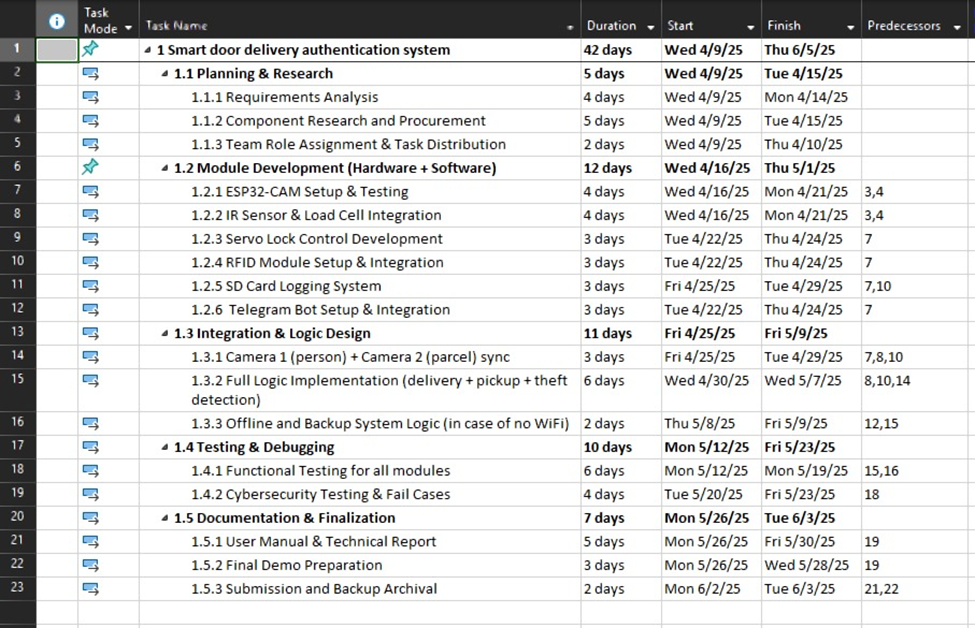 Task
Mode Task Name Duration Start Finish Predecessors
1 1 Smart door delivery authentication system 42 days Wed 4/9/25 Thu 6/5/25
2 1.1 Planning & Research 5 days Wed 4/9/25 Tue 4/15/25
3 1.1.1 Requirements Analysis 4 days Wed 4/9/25 Mon 4/14/25
4 1.1.2 Component Research and Procurement 5 days Wed 4/9/25 Tue 4/15/25
5 1.1.3 Team Role Assignment & Task Distribution 2 days Wed 4/9/25 Thu 4/10/25
6 1.2 Module Development (Hardware + Software) 12 days Wed 4/16/25 Thu 5/1/25
7 1.2.1 ESP32-CAM Setup & Testing 4 days Wed 4/16/25 Mon 4/21/25 3,4
8 1.2.2 IR Sensor & Load Cell Integration 4 days Wed 4/16/25 Mon 4/21/25 3,4
9 1.2.3 Servo Lock Control Development 3 days Tue 4/22/25 Thu 4/24/25 7
10 1.2.4 RFID Module Setup & Integration 3 days Tue 4/22/25 Thu 4/24/25 7
11 1.2.5 SD Card Logging System 3 days Fri 4/25/25 Tue 4/29/25 7,10
12 1.2.6 Telegram Bot Setup & Integration 3 days Tue 4/22/25 Thu 4/24/25 7
13 1.3 Integration & Logic Design 11 days Fri 4/25/25 Fri 5/9/25
14 1.3.1 Camera 1 (person) + Camera 2 (parcel) sync 3 days Fri 4/25/25 Tue 4/29/25 7,8,10
15 1.3.2 Full Logic Implementation (delivery + pickup + theft 6 days Wed 4/30/25 Wed 5/7/25 8,10,14
detection)
16 1.3.3 Offline and Backup System Logic (in case of no WiFi) 2 days Thu 5/8/25 Fri 5/9/25 12,15
17 1.4 Testing & Debugging 10 days Mon 5/12/25 Fri 5/23/25
18 1.4.1 Functional Testing for all modules 6 days Mon 5/12/25 Mon 5/19/25 15,16
19 1.4.2 Cybersecurity Testing & Fail Cases 4 days Tue 5/20/25 Fri 5/23/25 18
20 1.5 Documentation & Finalization 7 days Mon 5/26/25 Tue 6/3/25
21 1.5.1 User Manual & Technical Report 5 days Mon 5/26/25 Fri 5/30/25 19
22 1.5.2 Final Demo Preparation 3 days Mon 5/26/25 Wed 5/28/25 19
23 1.5.3 Submission and Backup Archival 2 days Mon 6/2/25 Tue 6/3/25 21,22